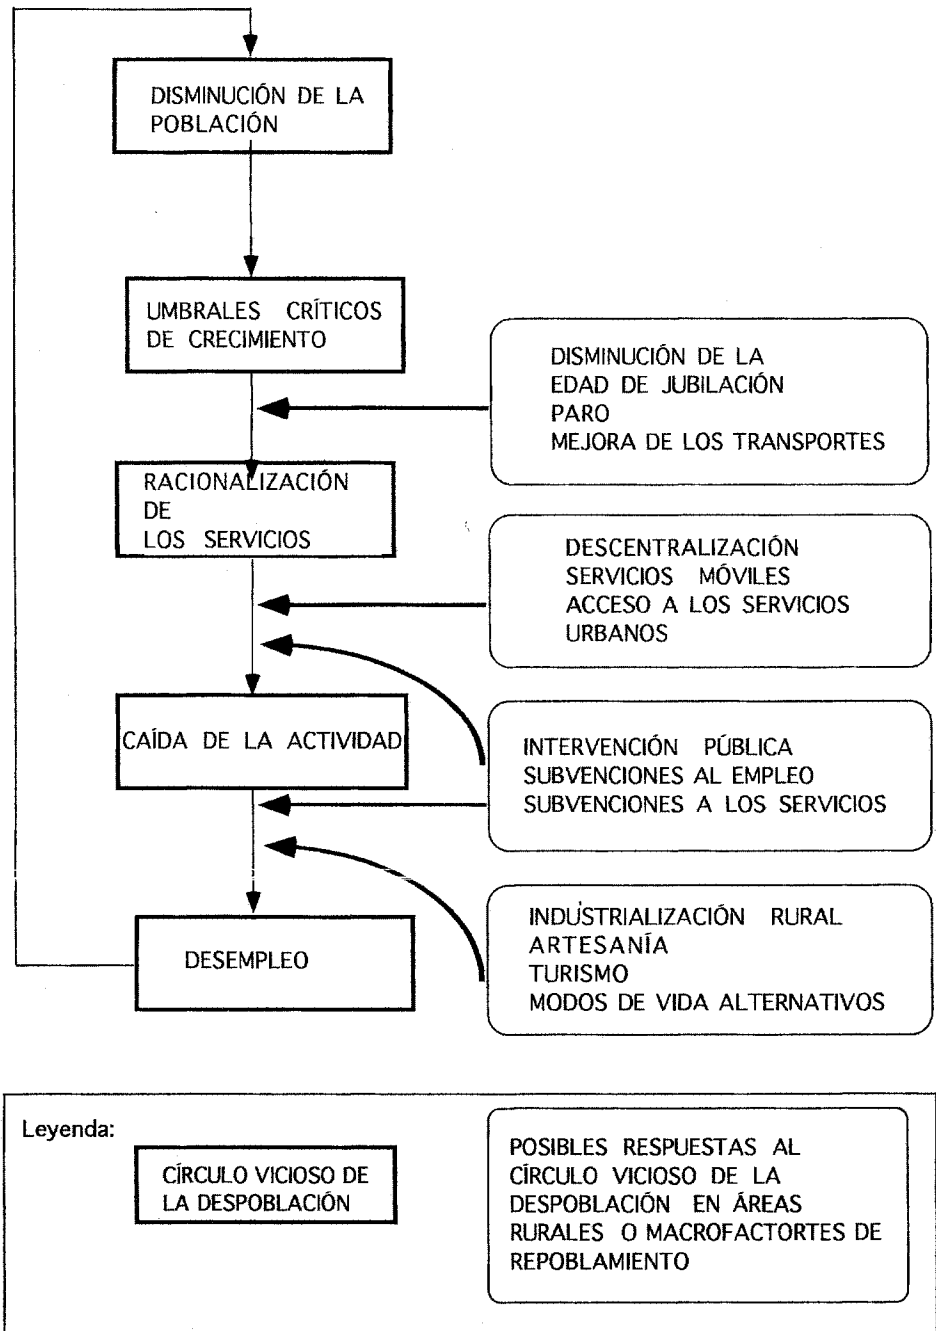 DISMINUCIÓN DE LA
POBLACIÓN
UMBRALES CRÍTICOS
DE CRECIMIENTO
DISMINUCIÓN DE LA
EDAD DE JUBILACIÓN
PARO
MEJORA DE LOS TRANSPORTES
RACIONALIZACIÓN
DE
LOS SERVICIOS
DESCENTRALIZACIÓN
SERVICIOS MÓVILES
ACCESO A LOS SERVICIOS
URBANOS
CAÍDA DE LA ACTIVIDAD
INTERVENCIÓN PÚBLICA
SUBVENCIONES AL EMPLEO
SUBVENCIONES A LOS SERVICIOS
INDUSTRIALIZACIÓN RURAL
ARTESANÍA
TURISMO
MODOS DE VIDA ALTERNATIVOS
DESEMPLEO
Leyenda:
CÍRCULO VICIOSO DE
LA DESPOBLACIÓN
POSIBLES RESPUESTAS AL
CÍRCULO VICIOSO DE LA
DESPOBLACIÓN EN ÁREAS
RURALES O MACROFACTORTES DE
REPOBLAMIENTO